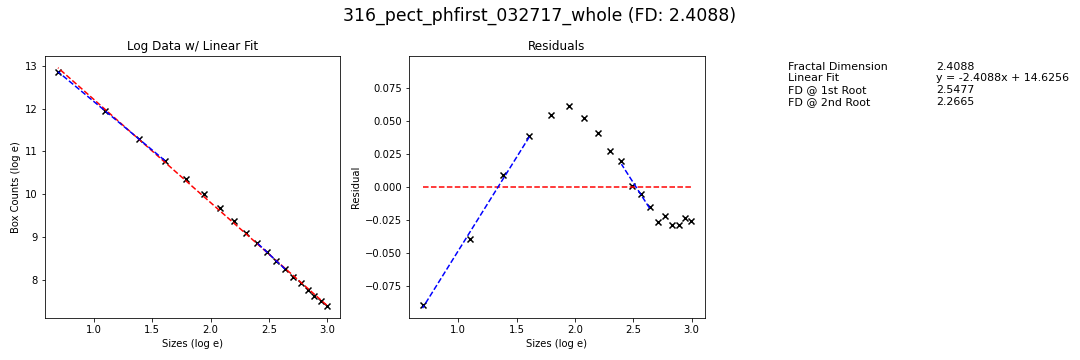 316_pect_phfirst_032717_whole (FD: 2.4088)
Log Data w/ Linear Fit
Box Counts (log e)
13
12
11
10
9
8
1.0 1.5 2.0 2.5 3.0
Sizes (log e)
Residuals
Residual
0.075
0.050
0.025
0.000
−0.025
−0.050
−0.075
1.0 1.5 2.0 2.5 3.0
Sizes (log e)
Fractal Dimension 2.4088
Linear Fit y = -2.4088x + 14.6256
FD @ 1st Root 2.5477
FD @ 2nd Root 2.2665